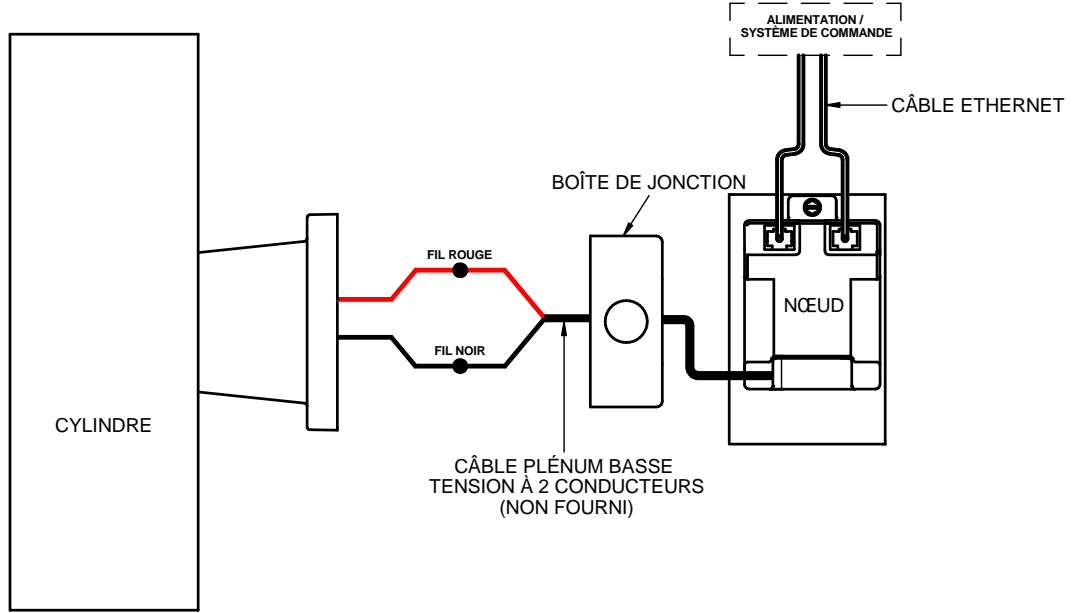 ALIMENTATION /
SYSTÈME DE COMMANDE
CÂBLE ETHERNET
BOÎTE DE JONCTION
FIL ROUGE
NŒUD
FIL NOIR
CYLINDRE
CÂBLE PLÉNUM BASSE
TENSION À 2 CONDUCTEURS
(NON FOURNI)